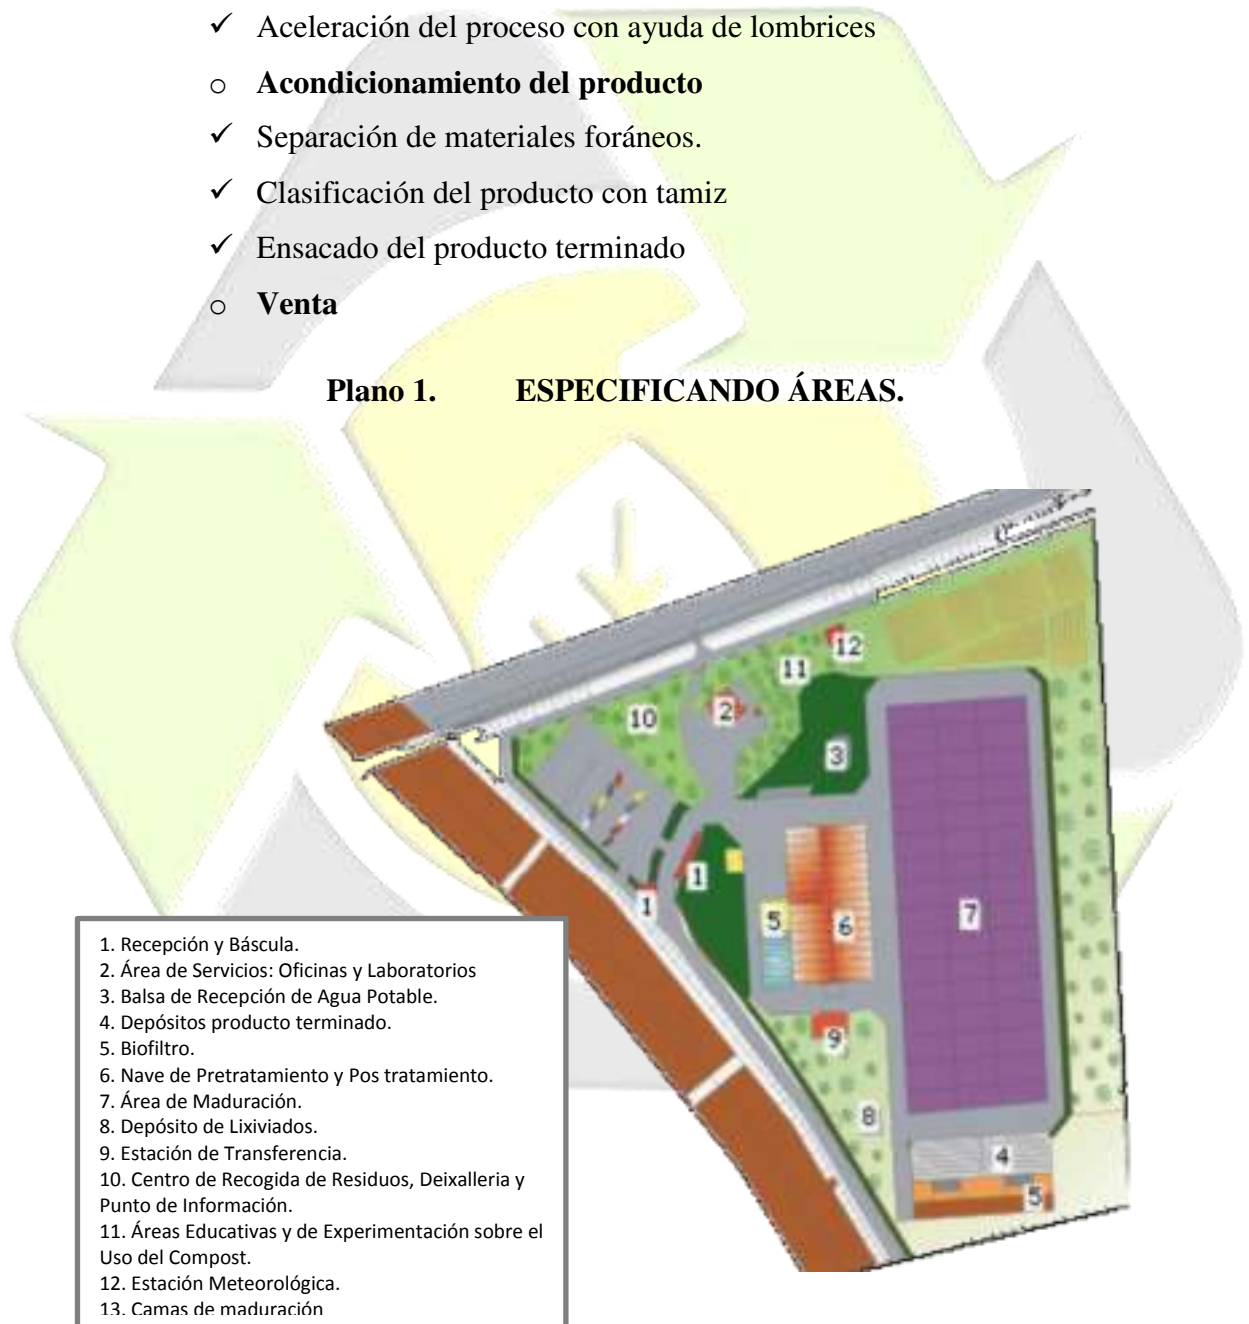 ✓ Aceleración del proceso con ayuda de lombrices
o Acondicionamiento del producto
✓ Separación de materiales foráneos.
✓ Clasificación del producto con tamiz
✓ Ensacado del producto terminado
o Venta
Plano 1. ESPECIFICANDO ÁREAS.
12
11
10
2
3
1
1
5
6
7
9
8
4
5
1. Recepción y Báscula.
2. Área de Servicios: Oficinas y Laboratorios
3. Balsa de Recepción de Agua Potable.
4. Depósitos producto terminado.
5. Biofiltro.
6. Nave de Pretratamiento y Pos tratamiento.
7. Área de Maduración.
8. Depósito de Lixiviados.
9. Estación de Transferencia.
10. Centro de Recogida de Residuos, Deixalleria y
Punto de Información.
11. Áreas Educativas y de Experimentación sobre el
Uso del Compost.
12. Estación Meteorológica.
13. Camas de maduración